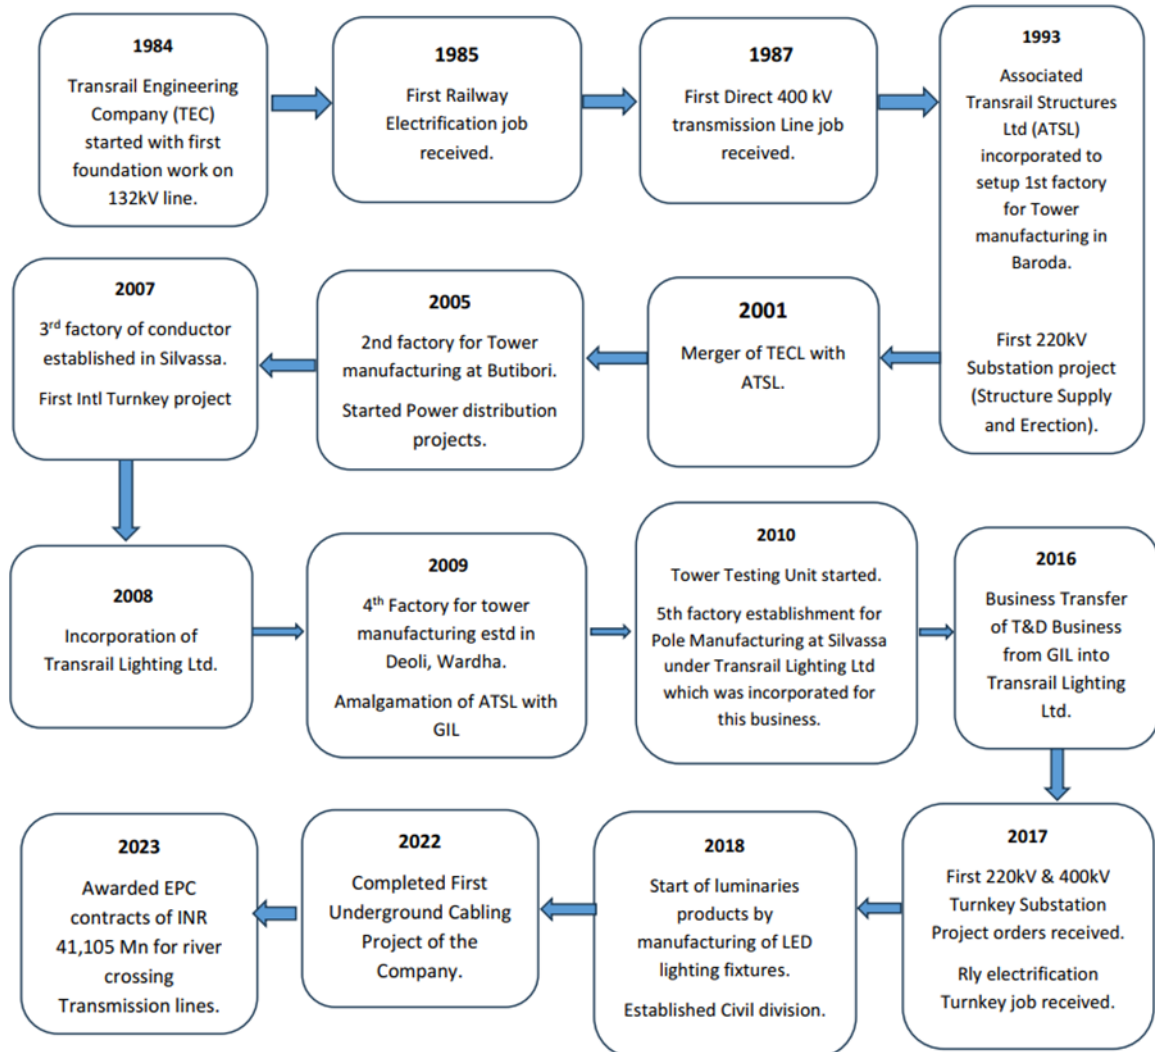 1984
Transrail Engineering
Company (TEC)
started with first
foundation work on
132kV line.
1985
First Railway
Electrification job
received.
1987
First Direct 400 kV
transmission Line job
received.
1993
Associated
Transrail Structures
Ltd (ATSL)
incorporated to
setup 1st factory
for Tower
manufacturing in
Baroda.
First 220kV
Substation project
(Structure Supply
and Erection).
2001
Merger of TECL with
ATSL.
2005
2nd factory for Tower
manufacturing at Butibori.
Started Power distribution
projects.
2007
3rd factory of conductor
established in Silvassa.
First Intl Turnkey project
2008
Incorporation of
Transrail Lighting Ltd.
2009
4th Factory for tower
manufacturing estd in
Deoli, Wardha.
Amalgamation of ATSL with
GIL
2010
Tower Testing Unit started.
5th factory establishment for
Pole Manufacturing at Silvassa
under Transrail Lighting Ltd
which was incorporated for
this business.
2016
Business Transfer
of T&D Business
from GIL into
Transrail Lighting
Ltd.
2017
First 220kV & 400kV
Turnkey Substation
Project orders received.
Rly electrification
Turnkey job received.
2018
Start of luminaries
products by
manufacturing of LED
lighting fixtures.
Established Civil division.
2022
Completed First
Underground Cabling
Project of the
Company.
2023
Awarded EPC
contracts of INR
41,105 Mn for river
crossing
Transmission lines.